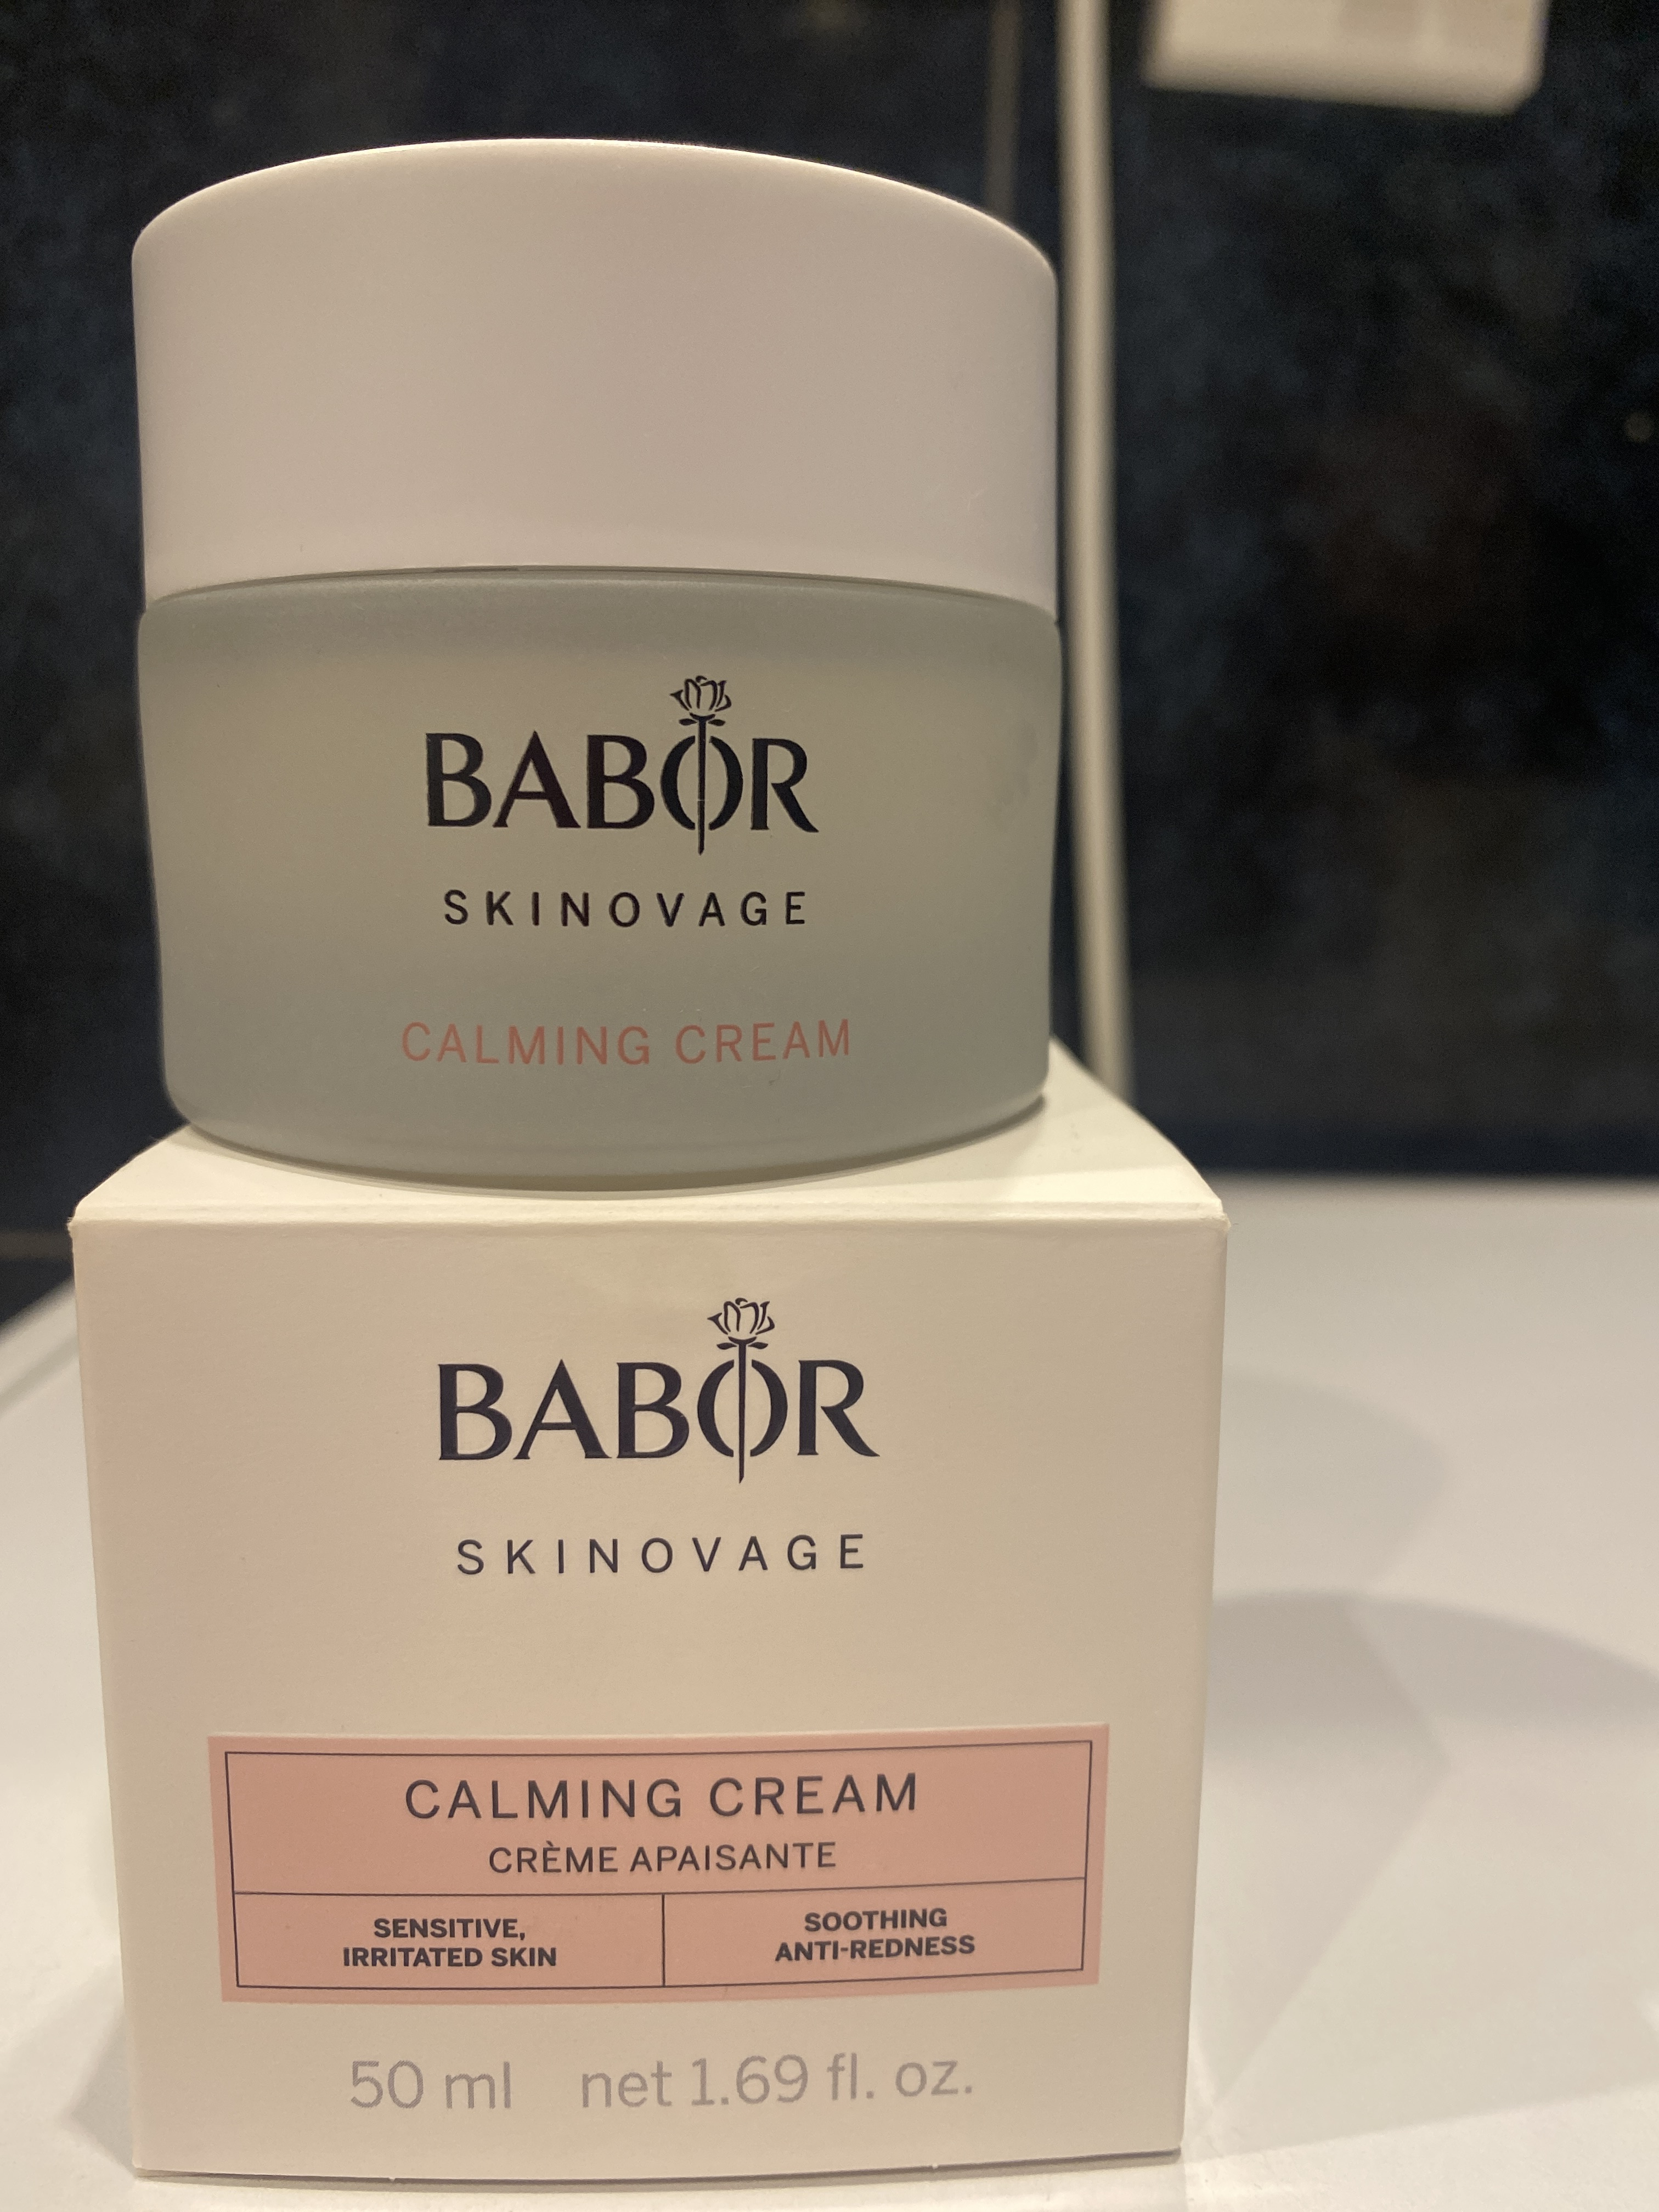 BABOR
SKINOVAGE
CALMING CREAM
BABOR
SKINOVAGE
CALMING CREAM
CRÈME APAISANTE
SENSITIVE,
IRRITATED SKIN
SOOTHING
ANTI-REDNESS
50 ml net 1.69 fl. oz.